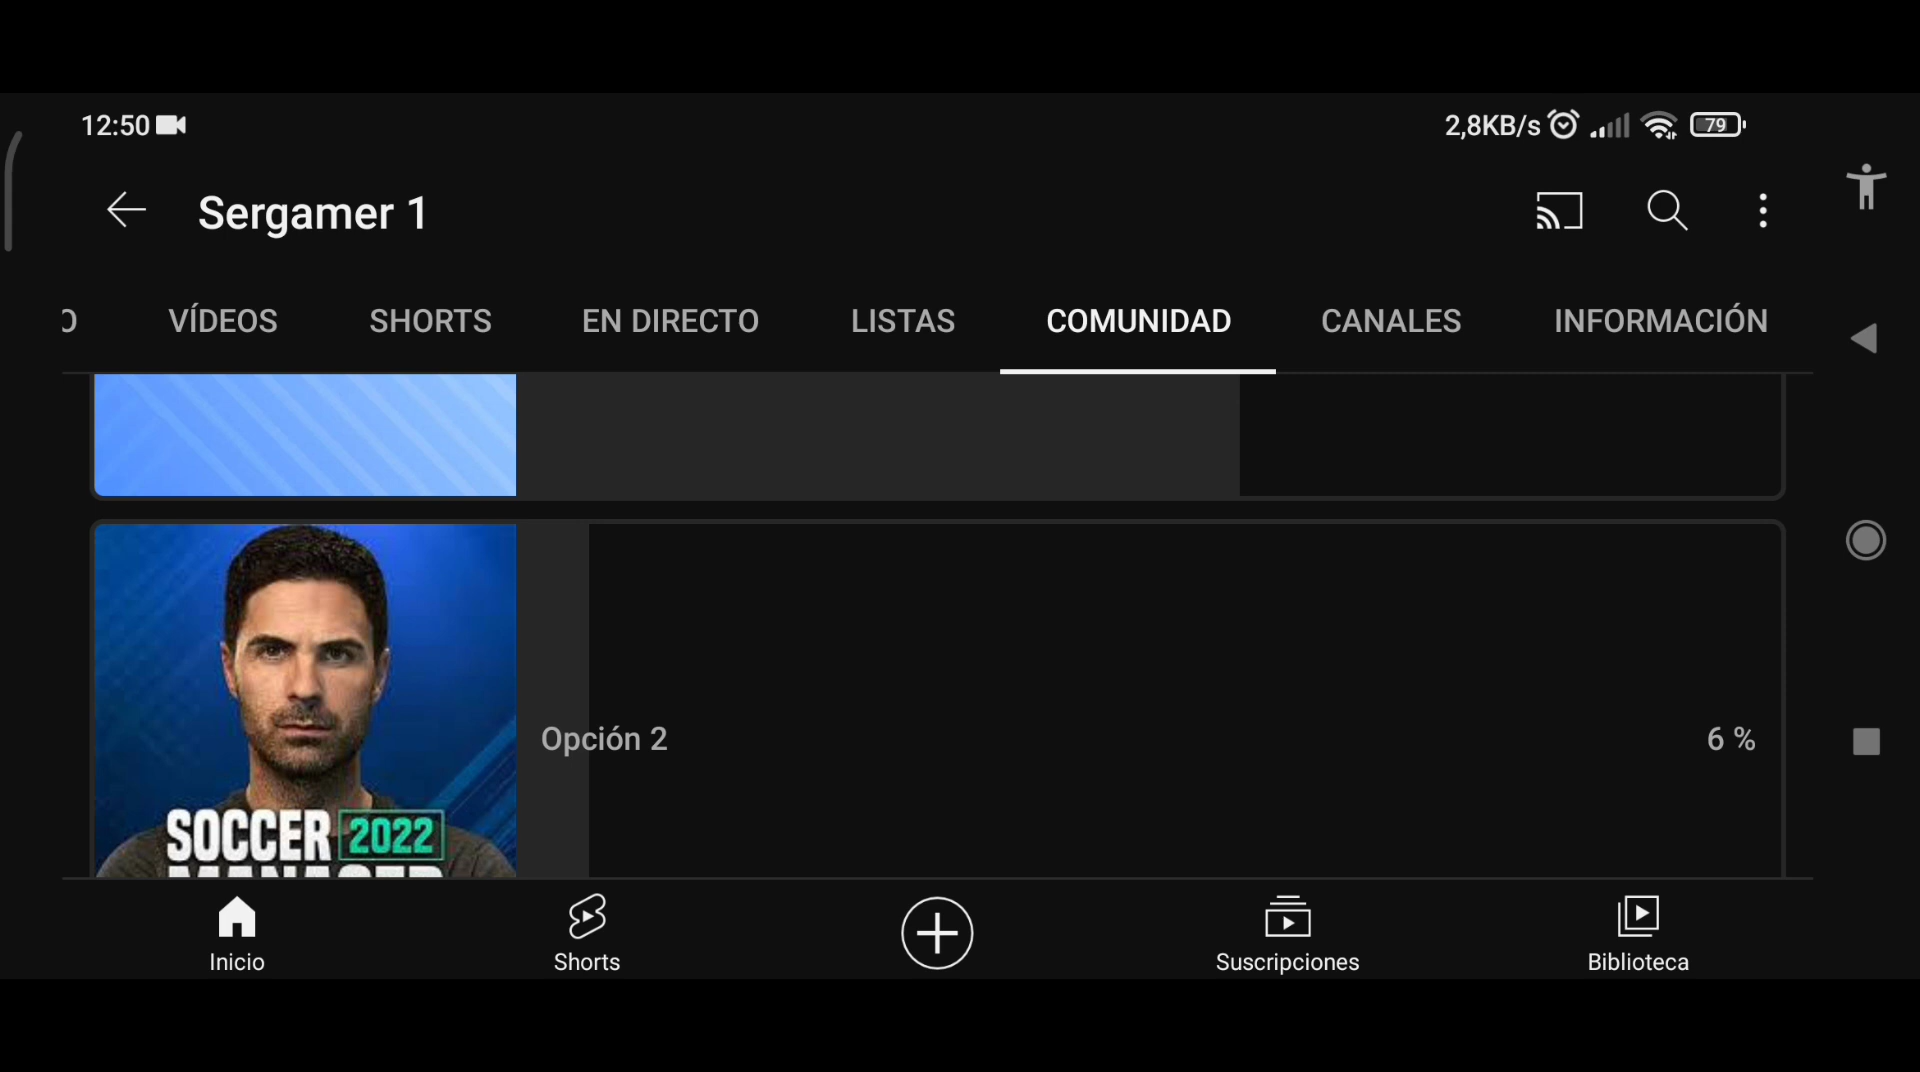 12:50
2,8KB/s
79
Sergamer 1
O VÍDEOS SHORTS EN DIRECTO LISTAS COMUNIDAD CANALES INFORMACIÓN
Opción 2
6 %
SOCCER 2022
MANAGER
Inicio Shorts Suscripciones Biblioteca